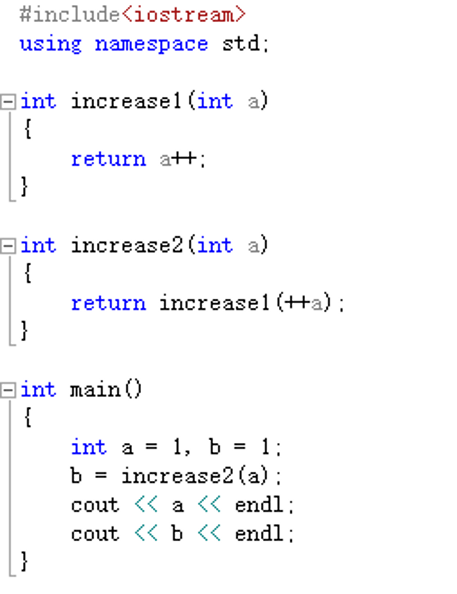 #include<iostream>
using namespace std;
int increase1(int a)
{
return a++;
}
int increase2(int a)
{
return increase1(++a);
}
int main()
{
int a = 1, b = 1;
b = increase2(a);
cout << a << endl;
cout << b << endl;
}